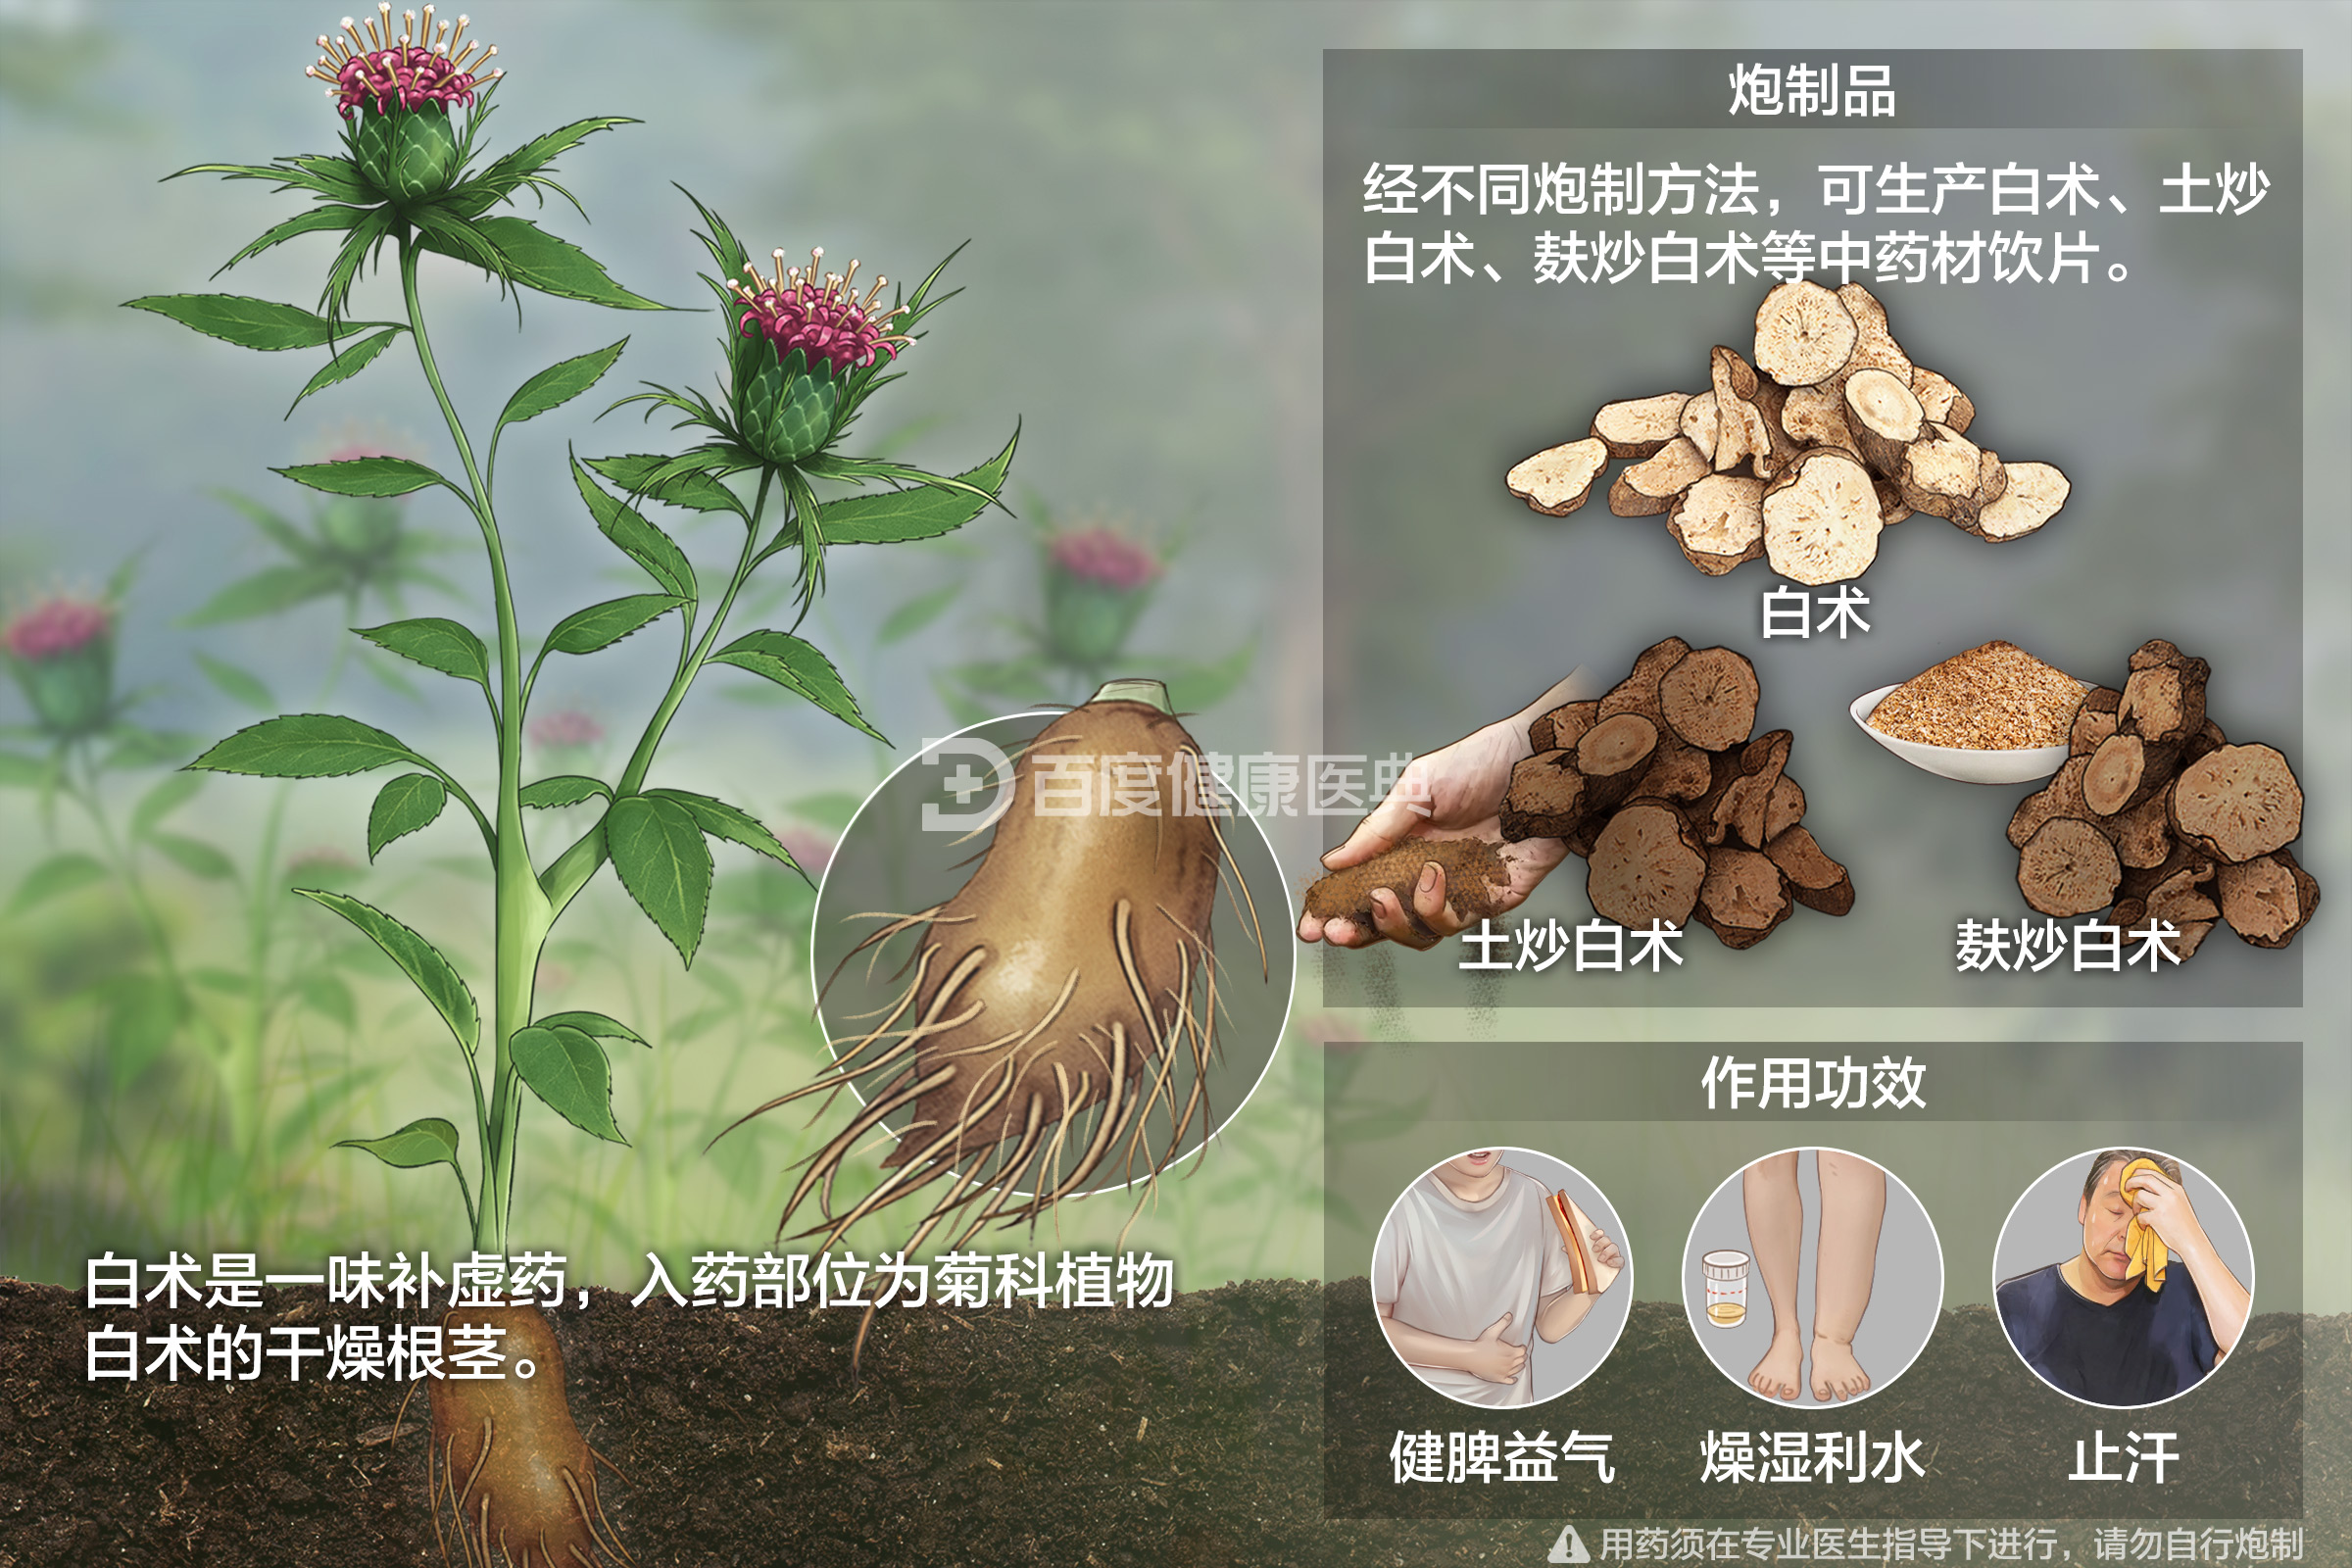 炮制品
经不同炮制方法，可生产白术、土炒
白术、麸炒白术等中药材饮片。
白术
百度健康医典
土炒白术
麸炒白术
白术是一味补虚药，入药部位为菊科植物
白术的干燥根茎。
作用功效
健脾益气
燥湿利水
止汗
用药须在专业医生指导下进行，请勿自行炮制